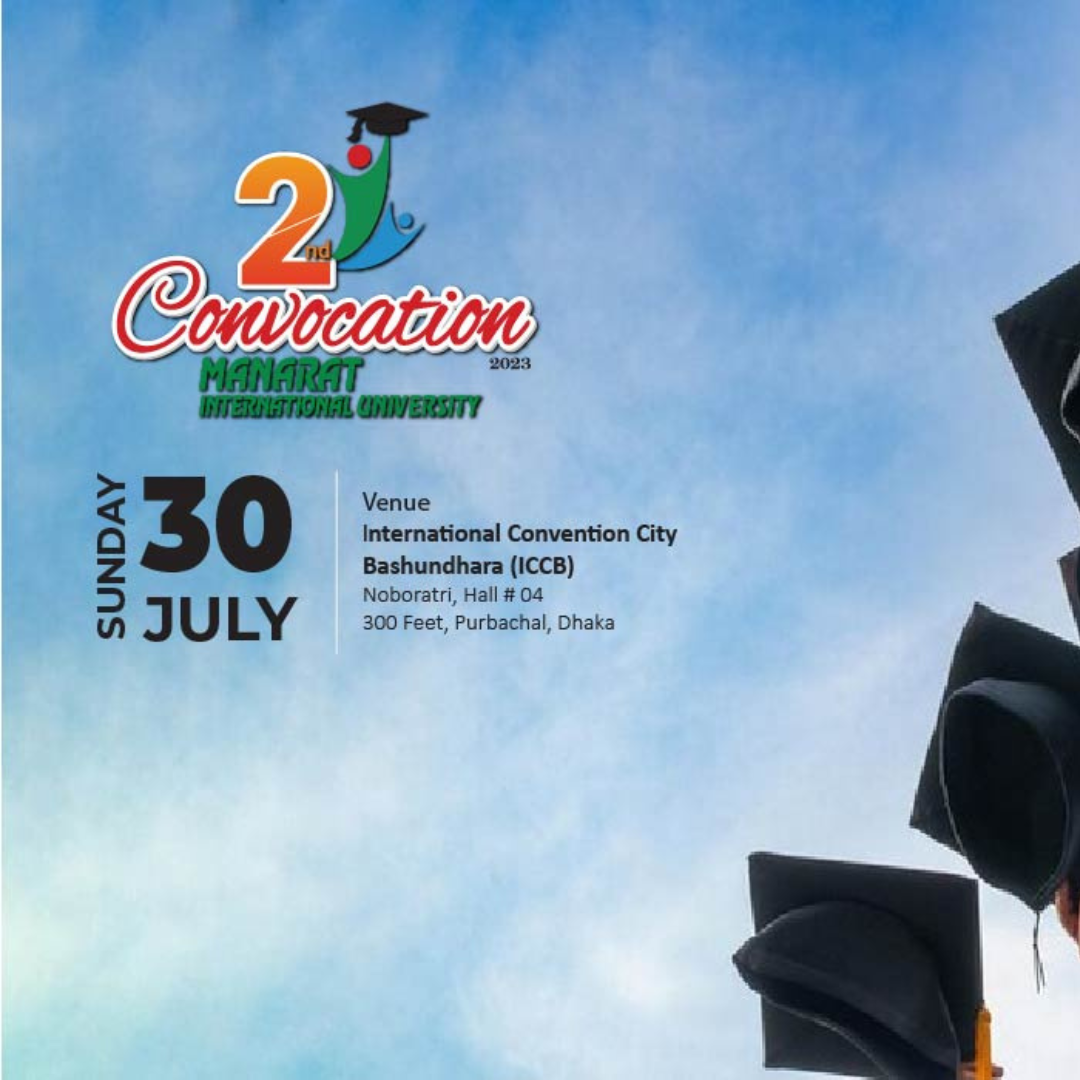 2nd
Convocation
2023
MANARAT
INTERNATIONAL UNIVERSITY
SUNDAY
30
JULY
Venue
International Convention City
Bashundhara (ICCB)
Noboratri, Hall # 04
300 Feet, Purbachal, Dhaka